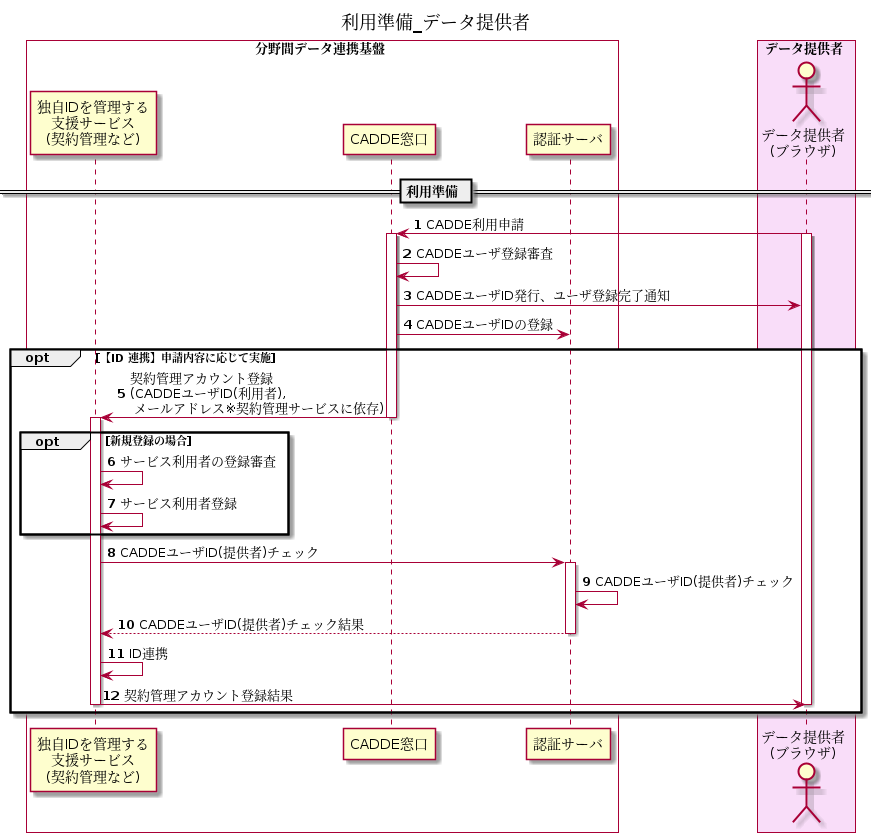 利用準備_データ提供者
分野間データ連携基盤
データ提供者
独自IDを管理する
支援サービス
(契約管理など)
CADDE窓口
認証サーバ
データ提供者
(ブラウザ)
利用準備
1 CADDE利用申請
2 CADDEユーザ登録審査
3 CADDEユーザID発行、ユーザ登録完了通知
4 CADDEユーザIDの登録
opt [【ID 連携】申請内容に応じて実施]
契約管理アカウント登録
5 (CADDEユーザID(利用者),
メールアドレス※契約管理サービスに依存)
opt [新規登録の場合]
6 サービス利用者の登録審査
7 サービス利用者登録
8 CADDEユーザID(提供者)チェック
9 CADDEユーザID(提供者)チェック
10 CADDEユーザID(提供者)チェック結果
11 ID連携
12 契約管理アカウント登録結果
独自IDを管理する
支援サービス
(契約管理など)
CADDE窓口
認証サーバ
データ提供者
(ブラウザ)